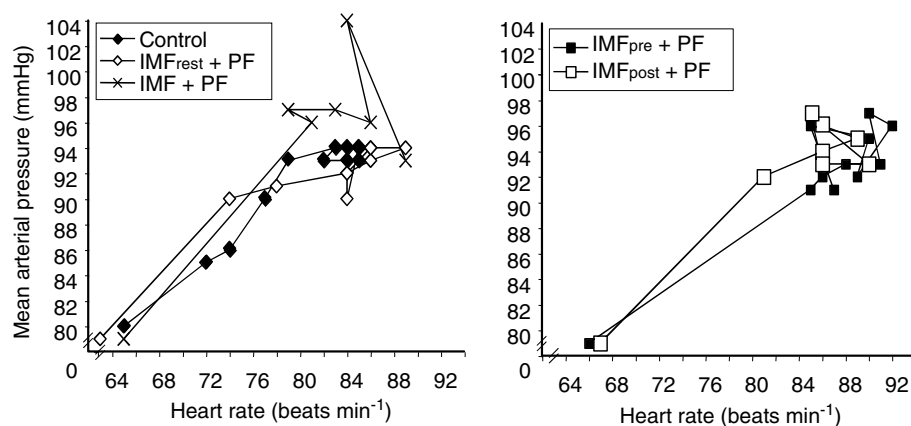 104
102
100
98
96
94
92
90
88
86
84
82
80
0
Mean arterial pressure (mmHg)
Control
IMFrest + PF
IMF + PF
64 68 72 76 80 84 88 92
Heart rate (beats min-1)
104
102
100
98
96
94
92
90
88
86
84
82
80
0
IMFpre + PF
IMFpost + PF
64 68 72 76 80 84 88 92
Heart rate (beats min-1)